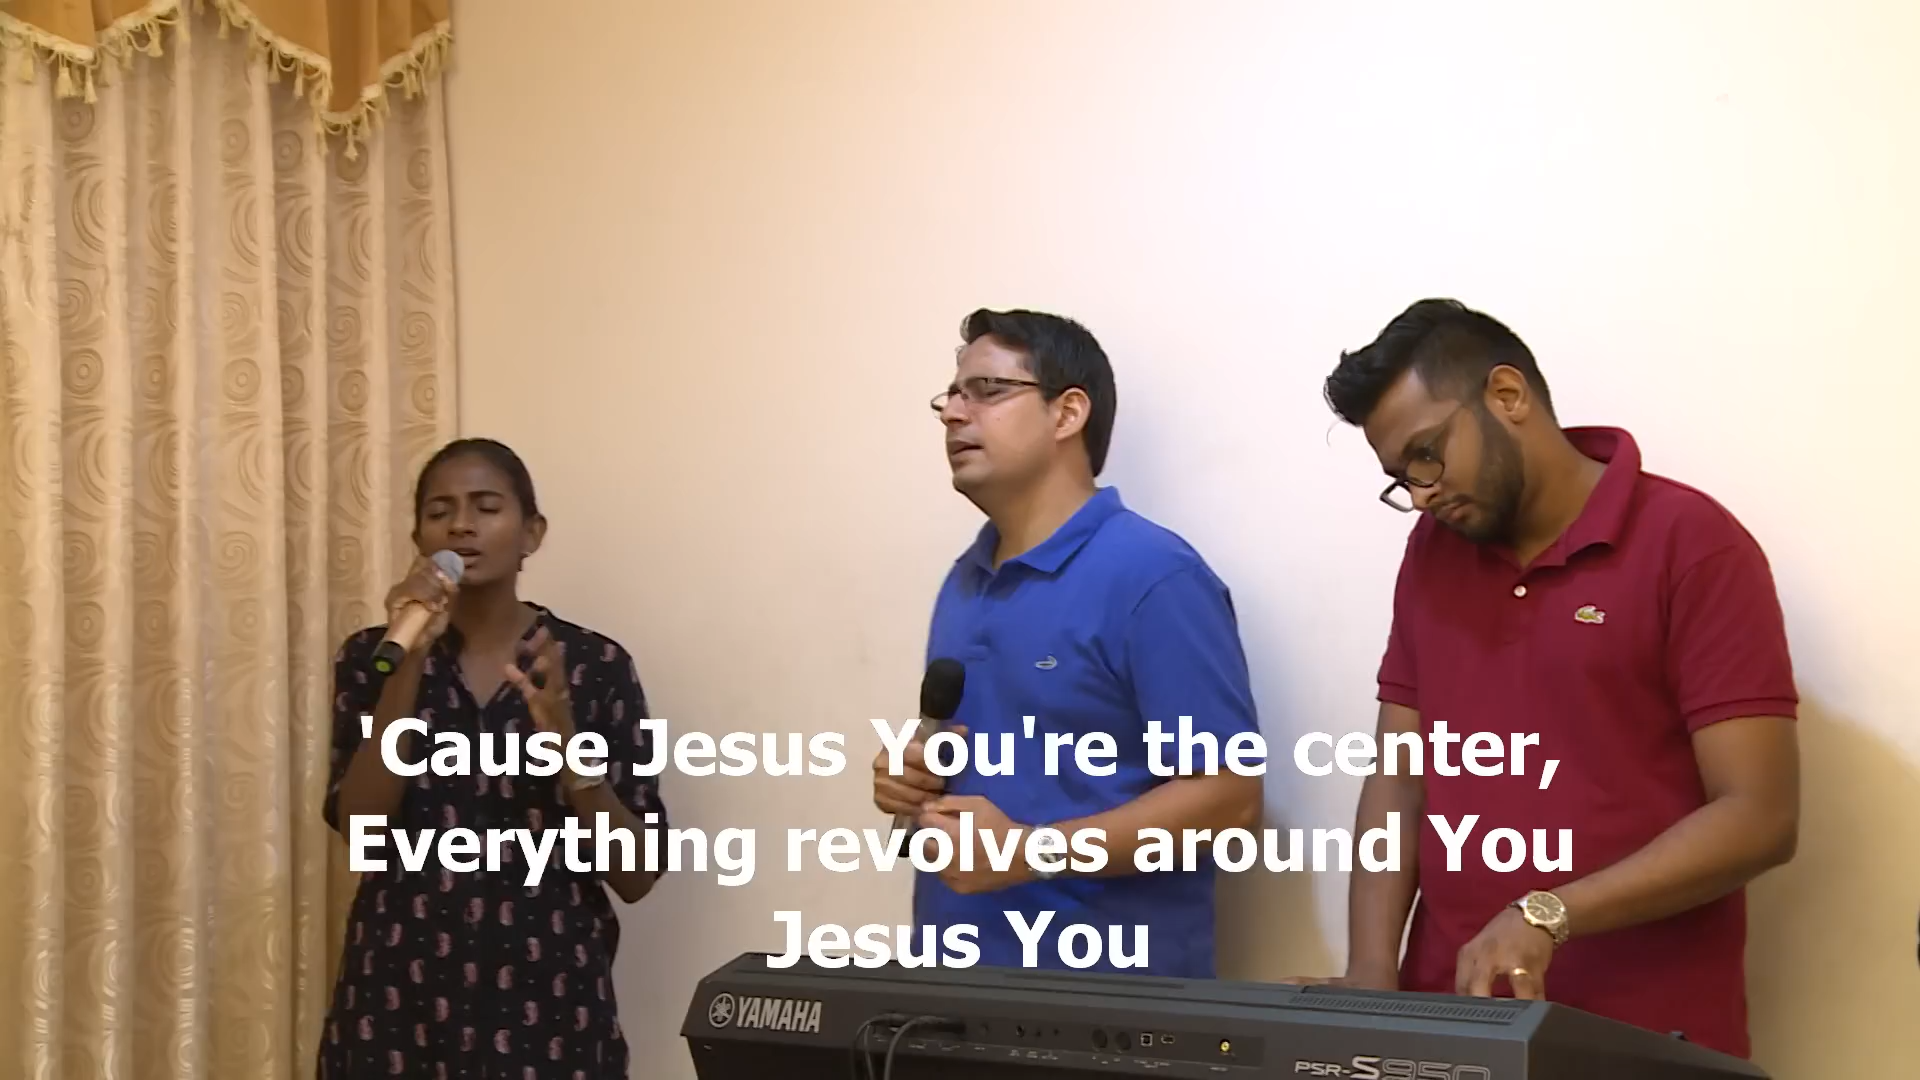 'Cause Jesus You're the center,
Everything revolves around You
Jesus You
YAMAHA
PSR-S950